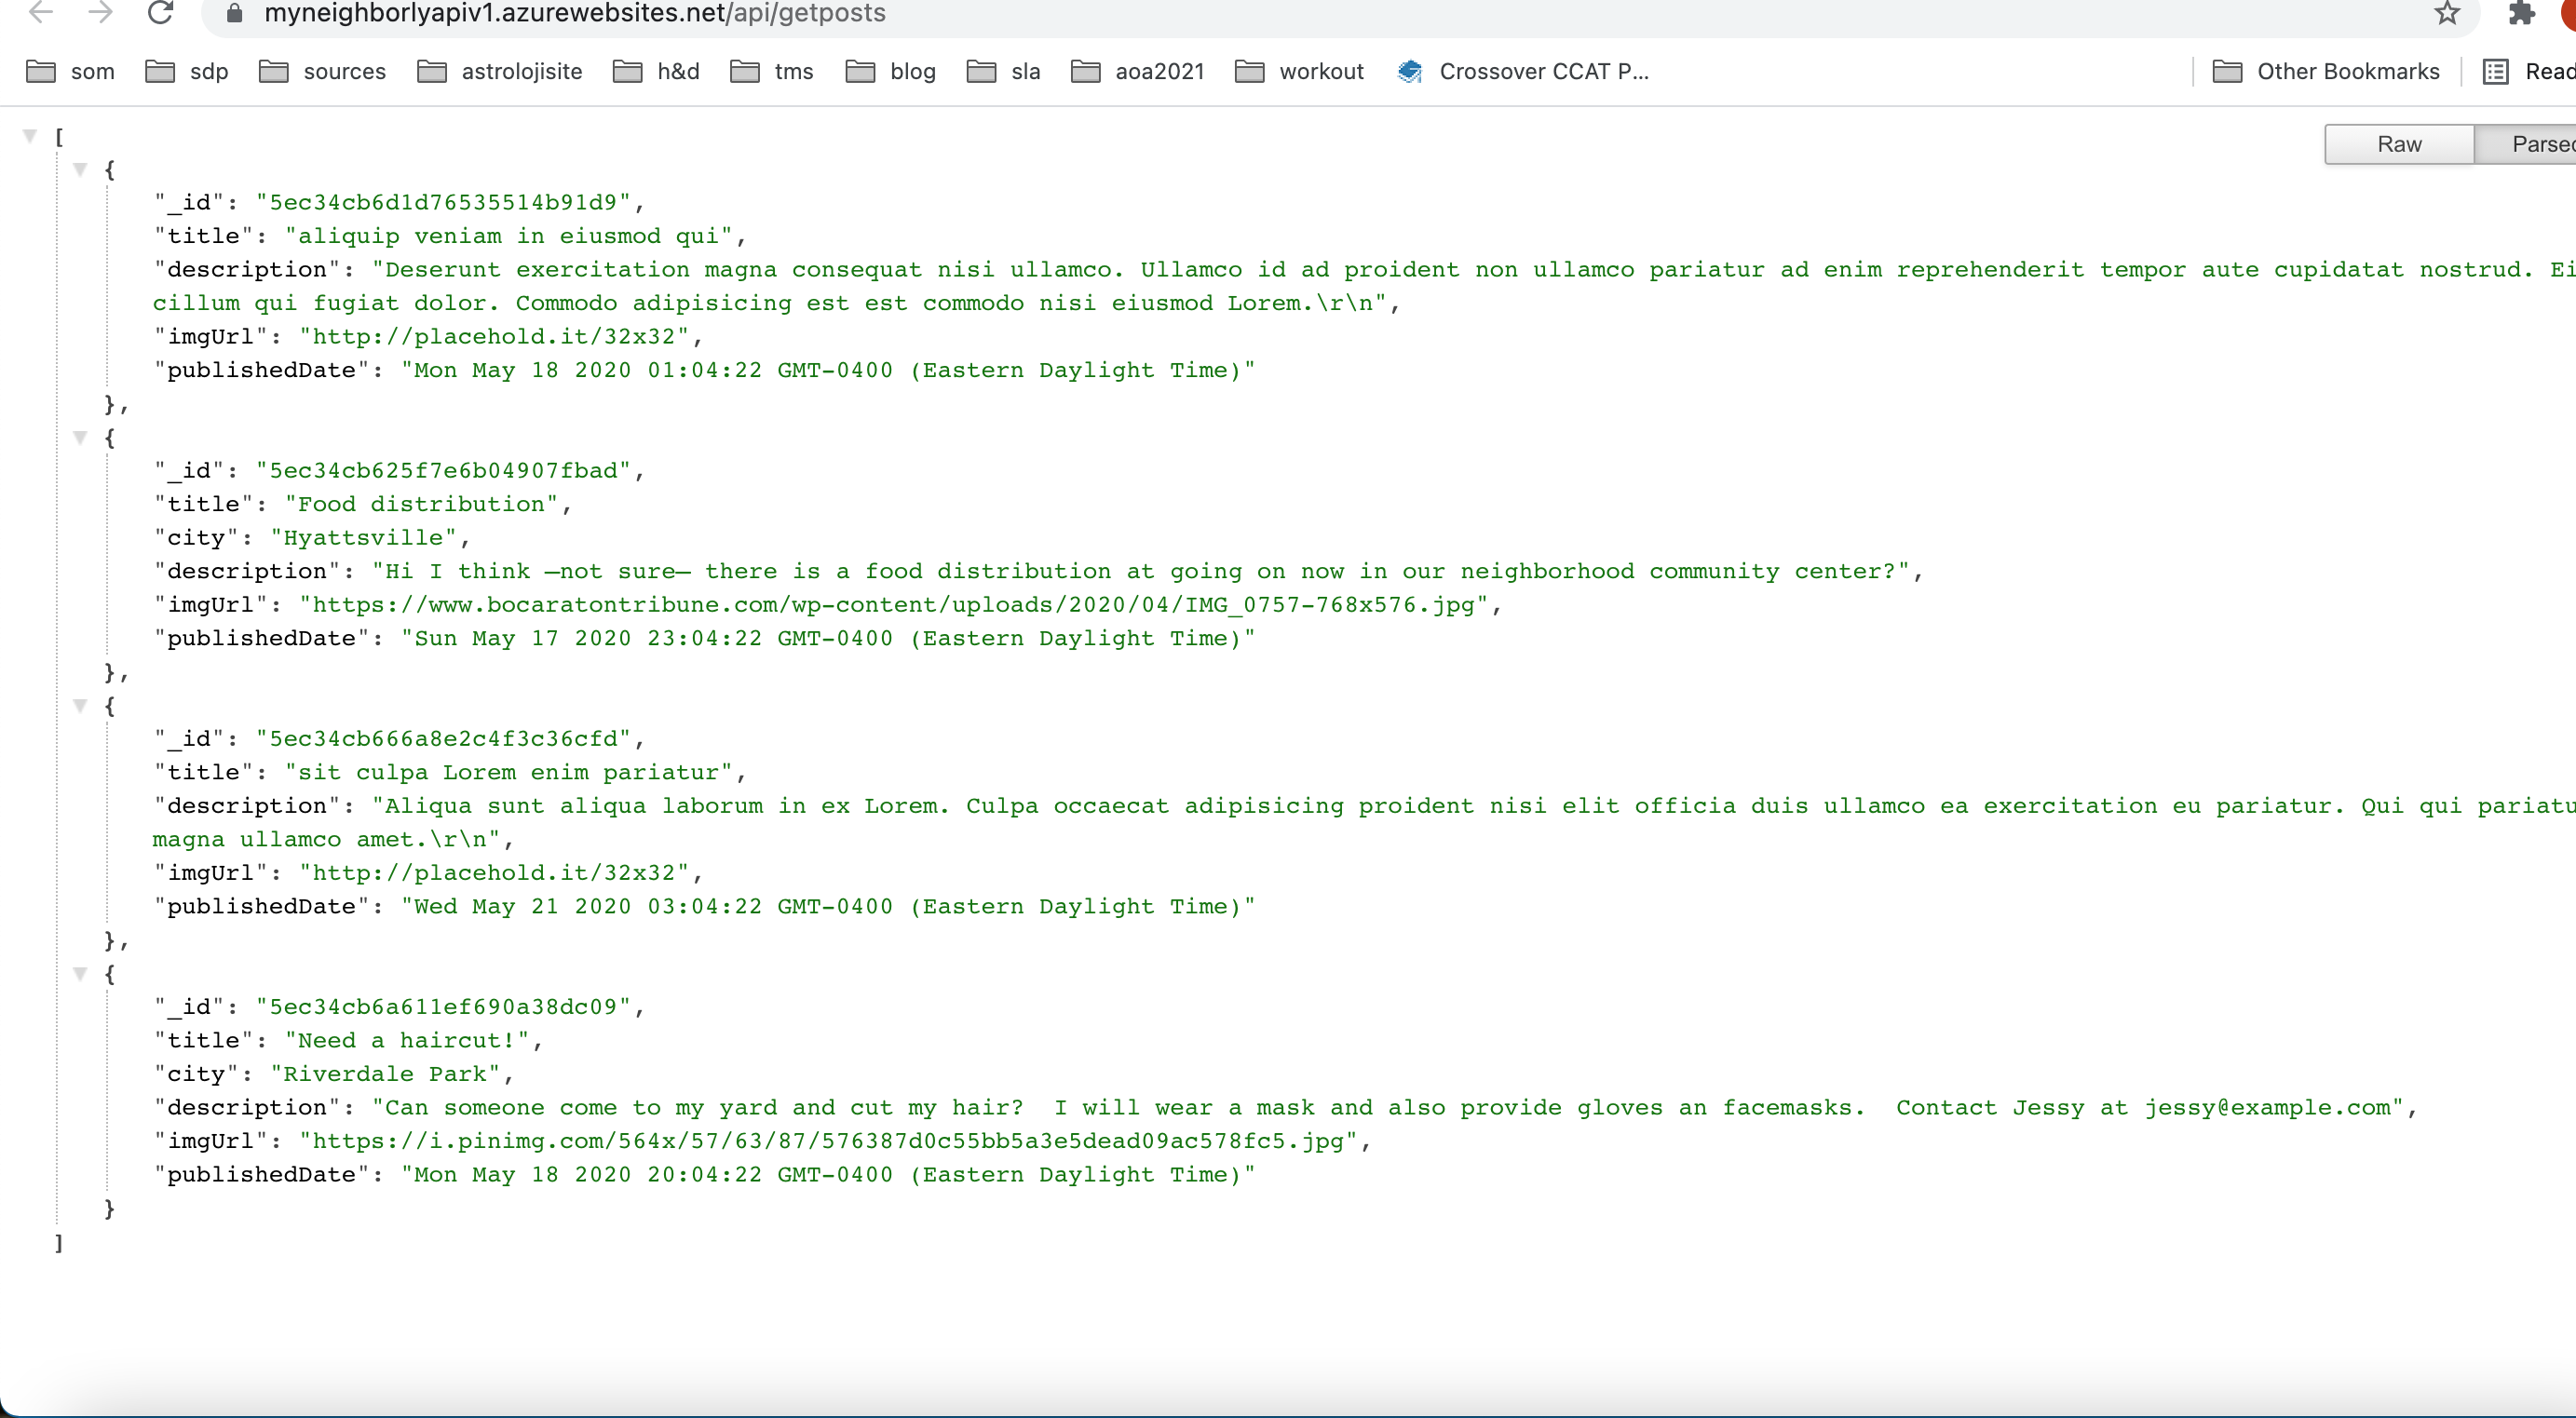 myneighborlyapiv1.azurewebsites.net/api/getposts
som sdp sources astrolojisite h&d tms blog sla aoa2021 workout Crossover CCAT P... Other Bookmarks
Raw
[
{
"_id": "5ec34cb6d1d76535514b91d9",
"title": "aliquip veniam in eiusmod qui",
"description": "Deserunt exercitation magna consequat nisi ullamco. Ullamco id ad proident non ullamco pariatur ad enim reprehenderit tempor aute cupidatat nostrud.
cillum qui fugiat dolor. Commodo adipisicing est est commodo nisi eiusmod Lorem.\r\n",
"imgUrl": "http://placehold.it/32x32",
"publishedDate": "Mon May 18 2020 01:04:22 GMT-0400 (Eastern Daylight Time)"
},
{
"_id": "5ec34cb625f7e6b04907fbad",
"title": "Food distribution",
"city": "Hyattsville",
"description": "Hi I think —not sure— there is a food distribution at going on now in our neighborhood community center?",
"imgUrl": "https://www.bocaratontribune.com/wp-content/uploads/2020/04/IMG_0757-768x576.jpg",
"publishedDate": "Sun May 17 2020 23:04:22 GMT-0400 (Eastern Daylight Time)"
},
{
"_id": "5ec34cb666a8e2c4f3c36cfd",
"title": "sit culpa Lorem enim pariatur",
"description": "Aliqua sunt aliqua laborum in ex Lorem. Culpa occaecat adipisicing proident nisi elit officia duis ullamco ea exercitation eu pariatur. Qui qui
magna ullamco amet.\r\n",
"imgUrl": "http://placehold.it/32x32",
"publishedDate": "Wed May 21 2020 03:04:22 GMT-0400 (Eastern Daylight Time)"
},
{
"_id": "5ec34cb6a611ef690a38dc09",
"title": "Need a haircut!",
"city": "Riverdale Park",
"description": "Can someone come to my yard and cut my hair?  I will wear a mask and also provide gloves an facemasks.  Contact Jessy at jessy@example.com",
"imgUrl": "https://i.pinimg.com/564x/57/63/87/576387d0c55bb5a3e5dead09ac578fc5.jpg",
"publishedDate": "Mon May 18 2020 20:04:22 GMT-0400 (Eastern Daylight Time)"
}
]